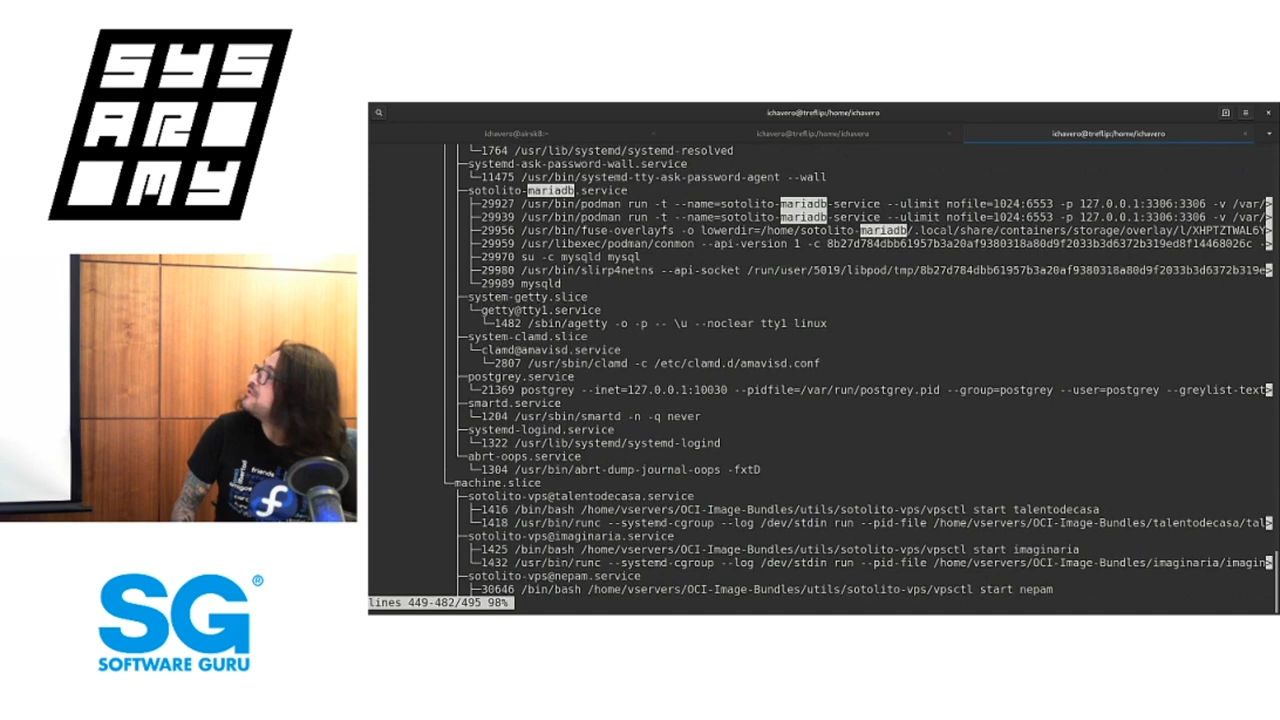 SYS
AR
MY
friends
SG®
SOFTWARE GURU
ichavero@treflip:/home/ichavero
ichavero@airsk8:~
ichavero@treflip:/home/ichavero
ichavero@treflip:/home/ichavero
└─1764 /usr/lib/systemd/systemd-resolved
├─systemd-ask-password-wall.service
│ └─11475 /usr/bin/systemd-tty-ask-password-agent --wall
├─sotolito-mariadb.service
│ ├─29927 /usr/bin/podman run -t --name=sotolito-mariadb-service --ulimit nofile=1024:6553 -p 127.0.0.1:3306:3306 -v /var/>
│ ├─29939 /usr/bin/podman run -t --name=sotolito-mariadb-service --ulimit nofile=1024:6553 -p 127.0.0.1:3306:3306 -v /var/>
│ ├─29956 /usr/bin/fuse-overlayfs -o lowerdir=/home/sotolito-mariadb/.local/share/containers/storage/overlay/l/XHPTZTWAL6Y>
│ ├─29959 /usr/libexec/podman/conmon --api-version 1 -c 8b27d784dbb61957b3a20af9380318a80d9f2033b3d6372b319ed8f14468026c ->
│ ├─29970 su -c mysqld mysql
│ ├─29980 /usr/bin/slirp4netns --api-socket /run/user/5019/libpod/tmp/8b27d784dbb61957b3a20af9380318a80d9f2033b3d6372b319e>
│ └─29989 mysqld
├─system-getty.slice
│ └─getty@tty1.service
│   └─1482 /sbin/agetty -o -p -- \u --noclear tty1 linux
├─system-clamd.slice
│ └─clamd@amavisd.service
│   └─2807 /usr/sbin/clamd -c /etc/clamd.d/amavisd.conf
├─postgrey.service
│ └─21369 postgrey --inet=127.0.0.1:10030 --pidfile=/var/run/postgrey.pid --group=postgrey --user=postgrey --greylist-text>
├─smartd.service
│ └─1204 /usr/sbin/smartd -n -q never
├─systemd-logind.service
│ └─1322 /usr/lib/systemd/systemd-logind
└─abrt-oops.service
  └─1304 /usr/bin/abrt-dump-journal-oops -fxtD
└─machine.slice
├─sotolito-vps@talentodecasa.service
│ ├─1416 /bin/bash /home/vservers/OCI-Image-Bundles/utils/sotolito-vps/vpsctl start talentodecasa
│ └─1418 /usr/bin/runc --systemd-cgroup --log /dev/stdin run --pid-file /home/vservers/OCI-Image-Bundles/talentodecasa/tal>
├─sotolito-vps@imaginaria.service
│ ├─1425 /bin/bash /home/vservers/OCI-Image-Bundles/utils/sotolito-vps/vpsctl start imaginaria
│ └─1432 /usr/bin/runc --systemd-cgroup --log /dev/stdin run --pid-file /home/vservers/OCI-Image-Bundles/imaginaria/imagin>
├─sotolito-vps@nepam.service
│ ├─30646 /bin/bash /home/vservers/OCI-Image-Bundles/utils/sotolito-vps/vpsctl start nepam
lines 449-482/495 98%